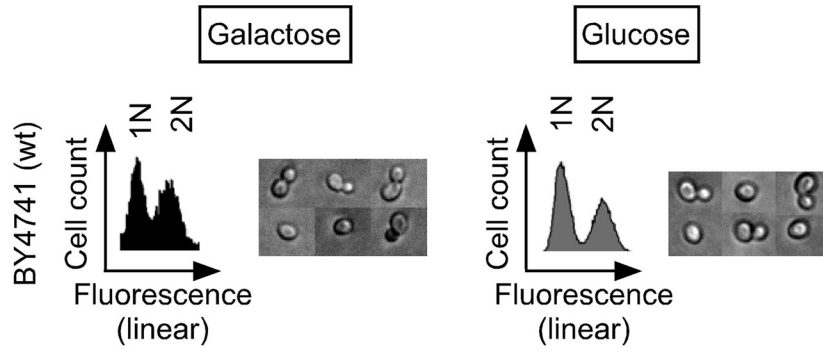 Galactose
Glucose
BY4741 (wt)
Cell count
1N
2N
Fluorescence
(linear)
Cell count
1N
2N
Fluorescence
(linear)